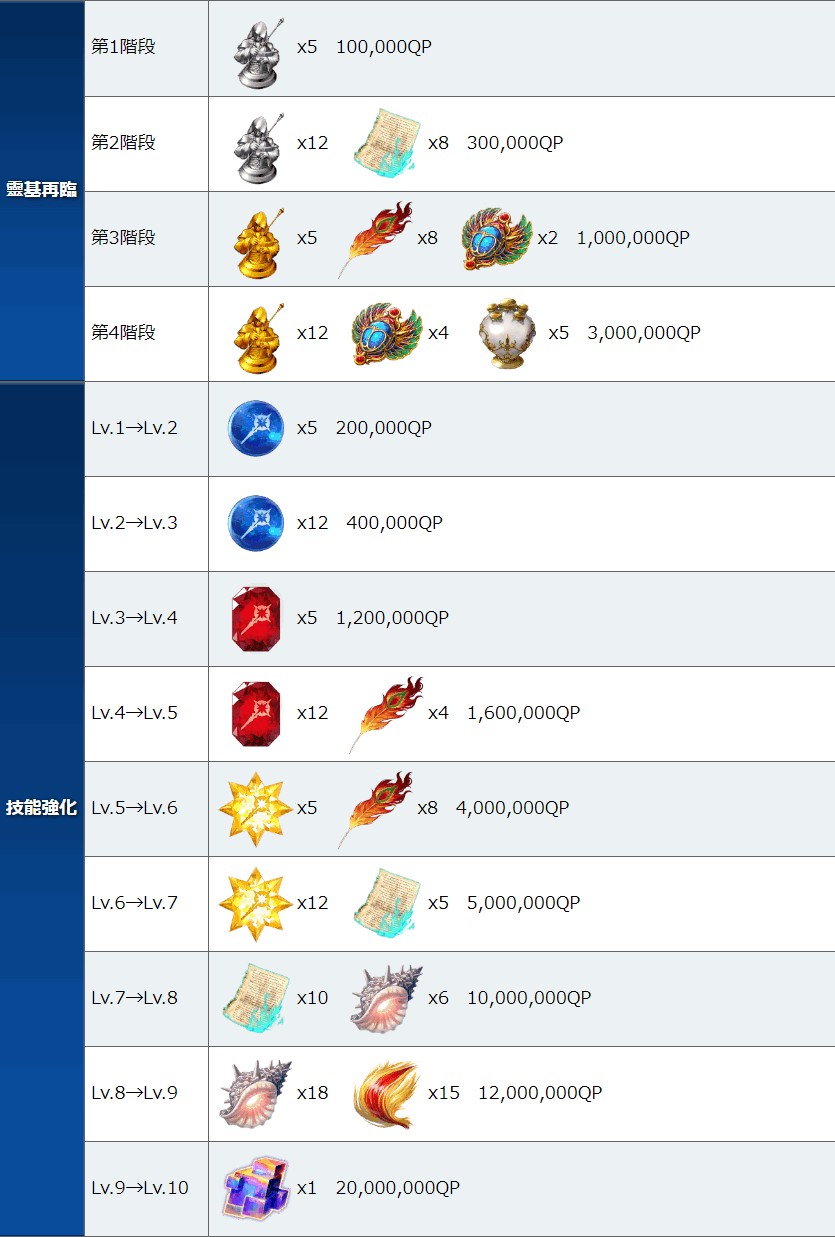 靈基再臨
第1階段 x5 100,000QP
第2階段 x12 x8 300,000QP
第3階段 x5 x8 x2 1,000,000QP
第4階段 x12 x4 x5 3,000,000QP
技能強化
Lv.1→Lv.2 x5 200,000QP
Lv.2→Lv.3 x12 400,000QP
Lv.3→Lv.4 x5 1,200,000QP
Lv.4→Lv.5 x12 x4 1,600,000QP
Lv.5→Lv.6 x5 x8 4,000,000QP
Lv.6→Lv.7 x12 x5 5,000,000QP
Lv.7→Lv.8 x10 x6 10,000,000QP
Lv.8→Lv.9 x18 x15 12,000,000QP
Lv.9→Lv.10 x1 20,000,000QP